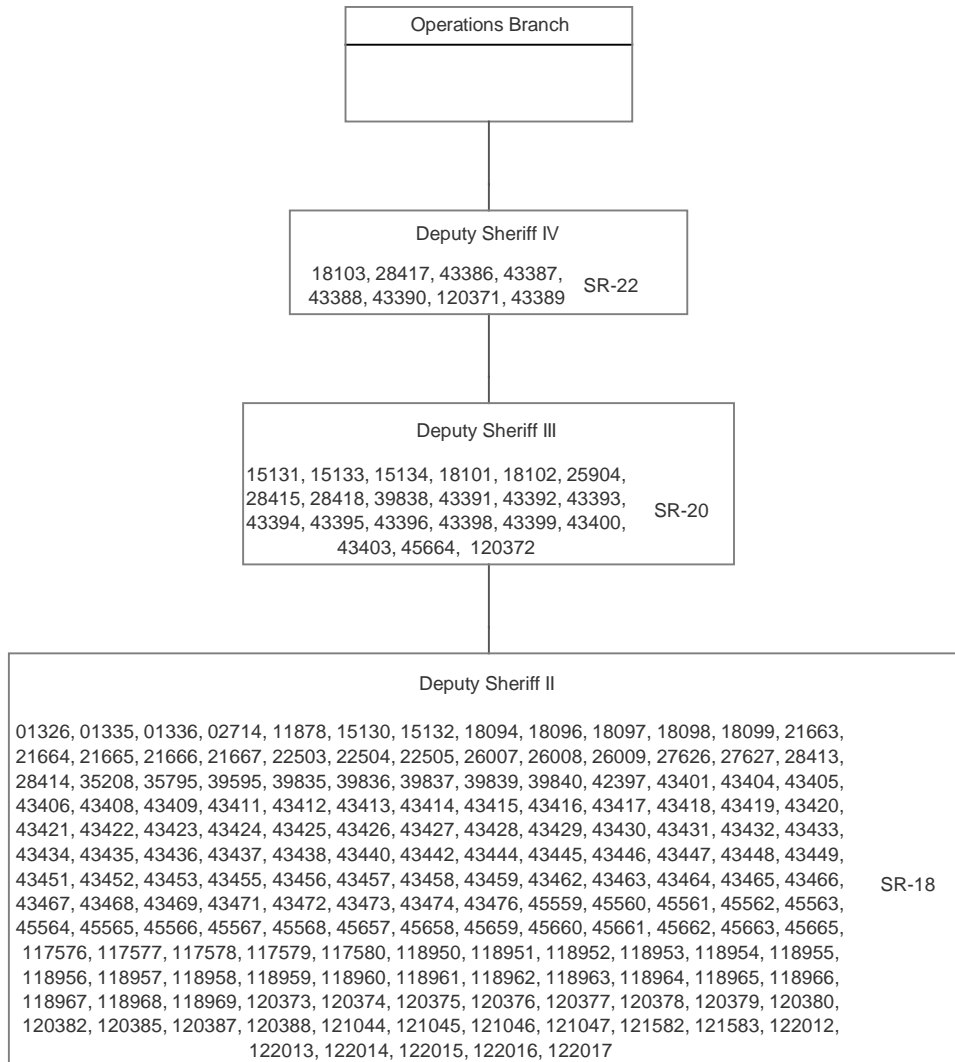 Operations Branch
Deputy Sheriff IV
18103, 28417, 43386, 43387,
43388, 43390, 120371, 43389
SR-22
Deputy Sheriff III
15131, 15133, 15134, 18101, 18102, 25904,
28415, 28418, 39838, 43391, 43392, 43393,
43394, 43395, 43396, 43398, 43399, 43400,
43403, 45664, 120372
SR-20
Deputy Sheriff II
01326, 01335, 01336, 02714, 11878, 15130, 15132, 18094, 18096, 18097, 18098, 18099, 21663,
21664, 21665, 21666, 21667, 22503, 22504, 22505, 26007, 26008, 26009, 27626, 27627, 28413,
28414, 35208, 35795, 39595, 39835, 39836, 39837, 39839, 39840, 42397, 43401, 43404, 43405,
43406, 43408, 43409, 43411, 43412, 43413, 43414, 43415, 43416, 43417, 43418, 43419, 43420,
43421, 43422, 43423, 43424, 43425, 43426, 43427, 43428, 43429, 43430, 43431, 43432, 43433,
43434, 43435, 43436, 43437, 43438, 43440, 43442, 43444, 43445, 43446, 43447, 43448, 43449,
43451, 43452, 43453, 43455, 43456, 43457, 43458, 43459, 43462, 43463, 43464, 43465, 43466,
43467, 43468, 43469, 43471, 43472, 43473, 43474, 43476, 45559, 45560, 45561, 45562, 45563,
45564, 45565, 45566, 45567, 45568, 45657, 45658, 45659, 45660, 45661, 45662, 45663, 45665,
117576, 117577, 117578, 117579, 117580, 118950, 118951, 118952, 118953, 118954, 118955,
118956, 118957, 118958, 118959, 118960, 118961, 118962, 118963, 118964, 118965, 118966,
118967, 118968, 118969, 120373, 120374, 120375, 120376, 120377, 120378, 120379, 120380,
120382, 120385, 120387, 120388, 121044, 121045, 121046, 121047, 121582, 121583, 122012,
122013, 122014, 122015, 122016, 122017
SR-18